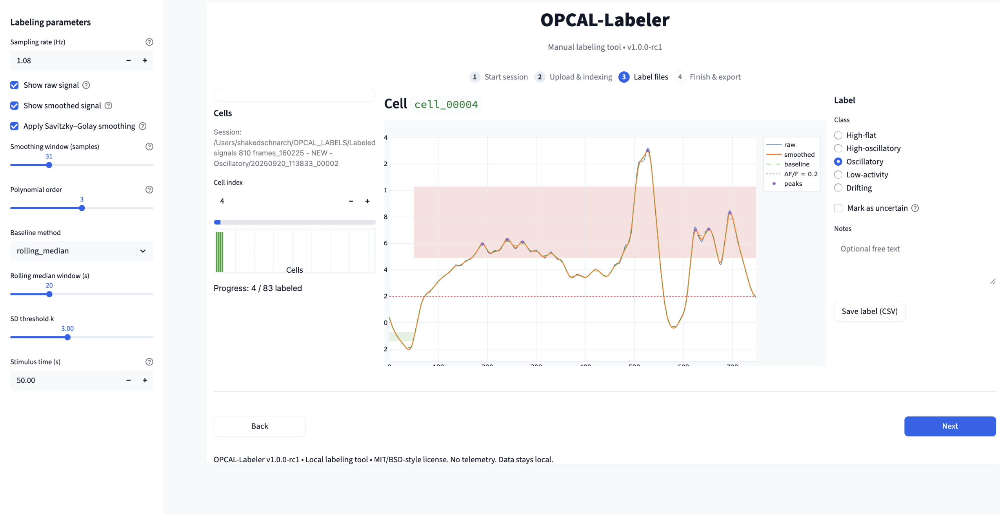 Labeling parameters
Sampling rate (Hz)
1.08
Show raw signal
Show smoothed signal
Apply Savitzky–Golay smoothing
Smoothing window (samples)
31
Polynomial order
3
Baseline method
rolling_median
Rolling median window (s)
20
SD threshold k
3.00
Stimulus time (s)
50.00
OPCAL-Labeler
Manual labeling tool • v1.0.0-rc1
1 Start session 2 Upload & indexing 3 Label files 4 Finish & export
Cells
Session:
/Users/shakedschnarch/OPCAL_LABELS/Labeled
signals 810 frames_160225 - NEW -
Oscillatory/20250920_113833_00002
Cell index
4
Cells
Progress: 4 / 83 labeled
Cell cell_00004
4
2
1
8
6
4
2
0
2
0 100 200 300 400 500 600 700
raw
smoothed
baseline
ΔF/F = 0.2
peaks
Label
Class
High-flat
High-oscillatory
Oscillatory
Low-activity
Drifting
Mark as uncertain
Notes
Optional free text
Save label (CSV)
Back
Next
OPCAL-Labeler v1.0.0-rc1 • Local labeling tool • MIT/BSD-style license. No telemetry. Data stays local.